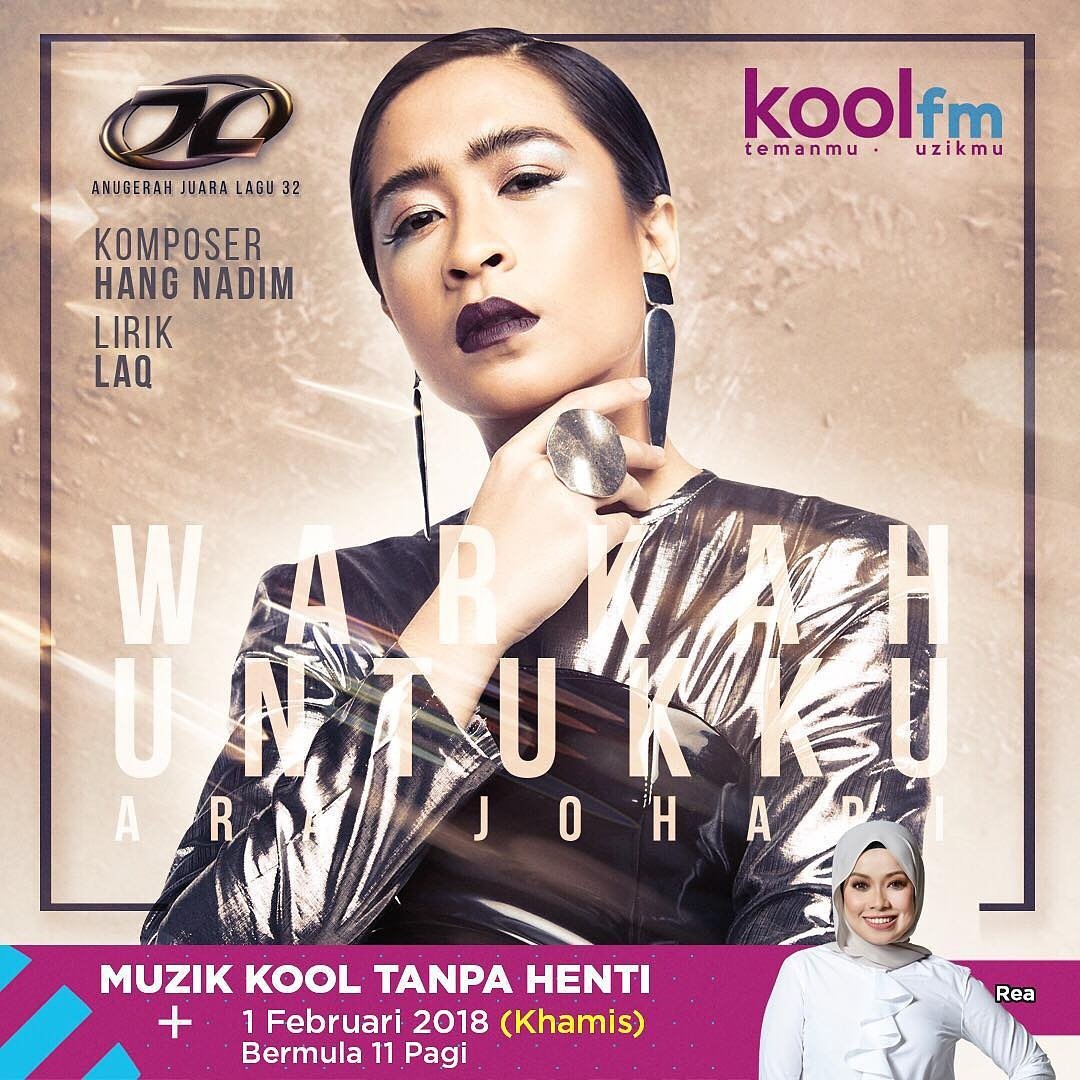 JL
ANUGERAH JUARA LAGU 32
KOMPOSER
HANG NADIM
LIRIK
LAQ
koolfm
temanmu · uzikmu
WARKAH
UNTUKKU
ARA JOHARI
MUZIK KOOL TANPA HENTI
+ 1 Februari 2018 (Khamis)
Bermula 11 Pagi
Rea